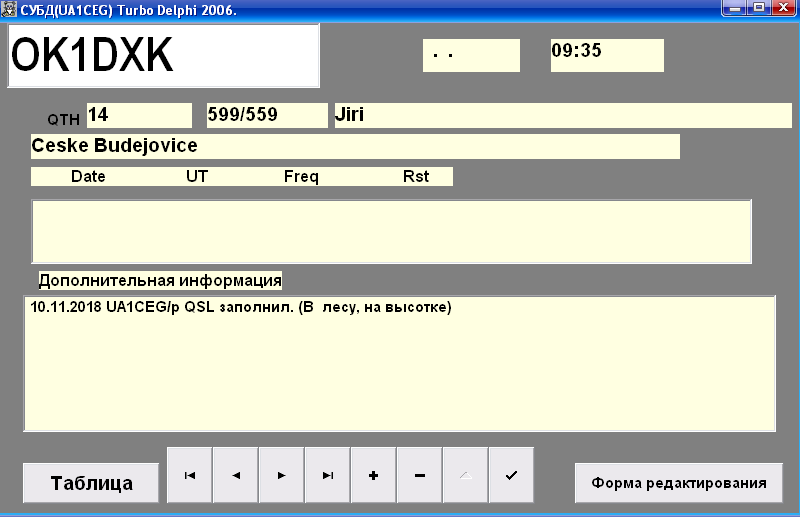 СУБД(UA1CEG) Turbo Delphi 2006.
OK1DXK
. .
09:35
QTH 14 599/559 Jiri
Ceske Budejovice
Date UT Freq Rst
Дополнительная информация
10.11.2018 UA1CEG/p QSL заполнил. (В  лесу, на высотке)
Таблица
Форма редактирования